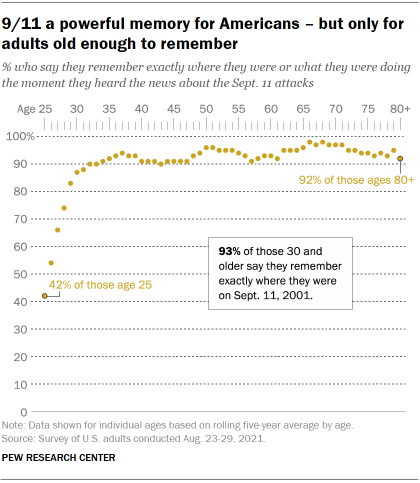 9/11 a powerful memory for Americans – but only for
adults old enough to remember
% who say they remember exactly where they were or what they were doing
the moment they heard the news about the Sept. 11 attacks
Age 25 30 35 40 45 50 55 60 65 70 75 80+
100%
90
92% of those ages 80+
80
70
60
93% of those 30 and
older say they remember
exactly where they were
on Sept. 11, 2001.
50
42% of those age 25
40
30
20
10
0
Note: Data shown for individual ages based on rolling five-year average by age.
Source: Survey of U.S. adults conducted Aug. 23-29, 2021.
PEW RESEARCH CENTER